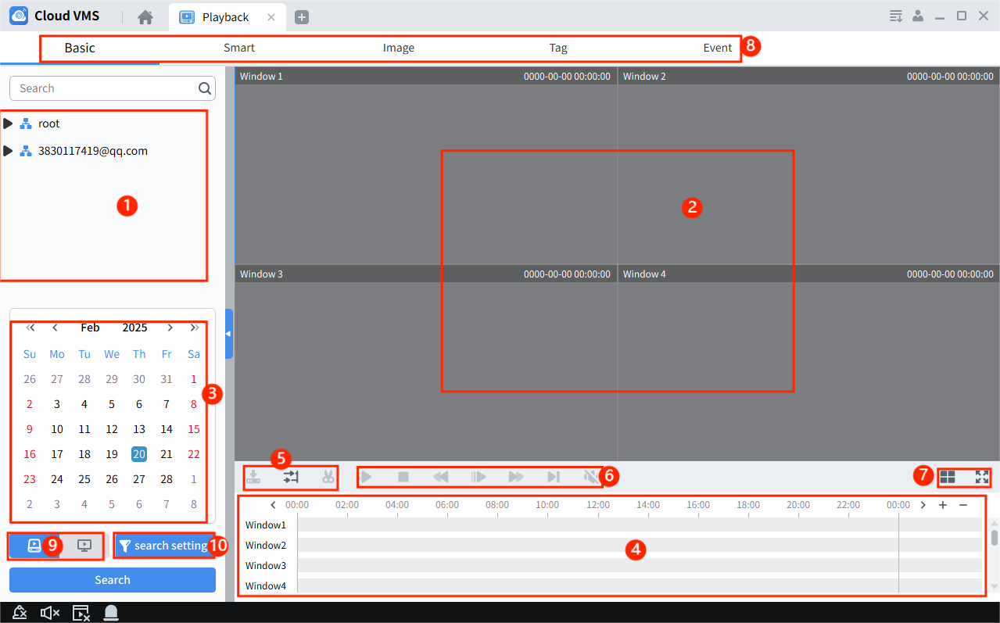 Cloud VMS
Playback
Basic
Smart
Image
Tag
Event
8
Search
root
3830117419@qq.com
1
Window 1
0000-00-00 00:00:00
Window 2
0000-00-00 00:00:00
2
Window 3
0000-00-00 00:00:00
Window 4
0000-00-00 00:00:00
Feb 2025
Su Mo Tu We Th Fr Sa
26 27 28 29 30 31 1
2 3 4 5 6 7 8
9 10 11 12 13 14 15
16 17 18 19 20 21 22
23 24 25 26 27 28 1
2 3 4 5 6 7 8
3
9
search setting
10
Search
5
6
7
00:00 02:00 04:00 06:00 08:00 10:00 12:00 14:00 16:00 18:00 20:00 22:00 00:00
Window1
Window2
Window3
Window4
4